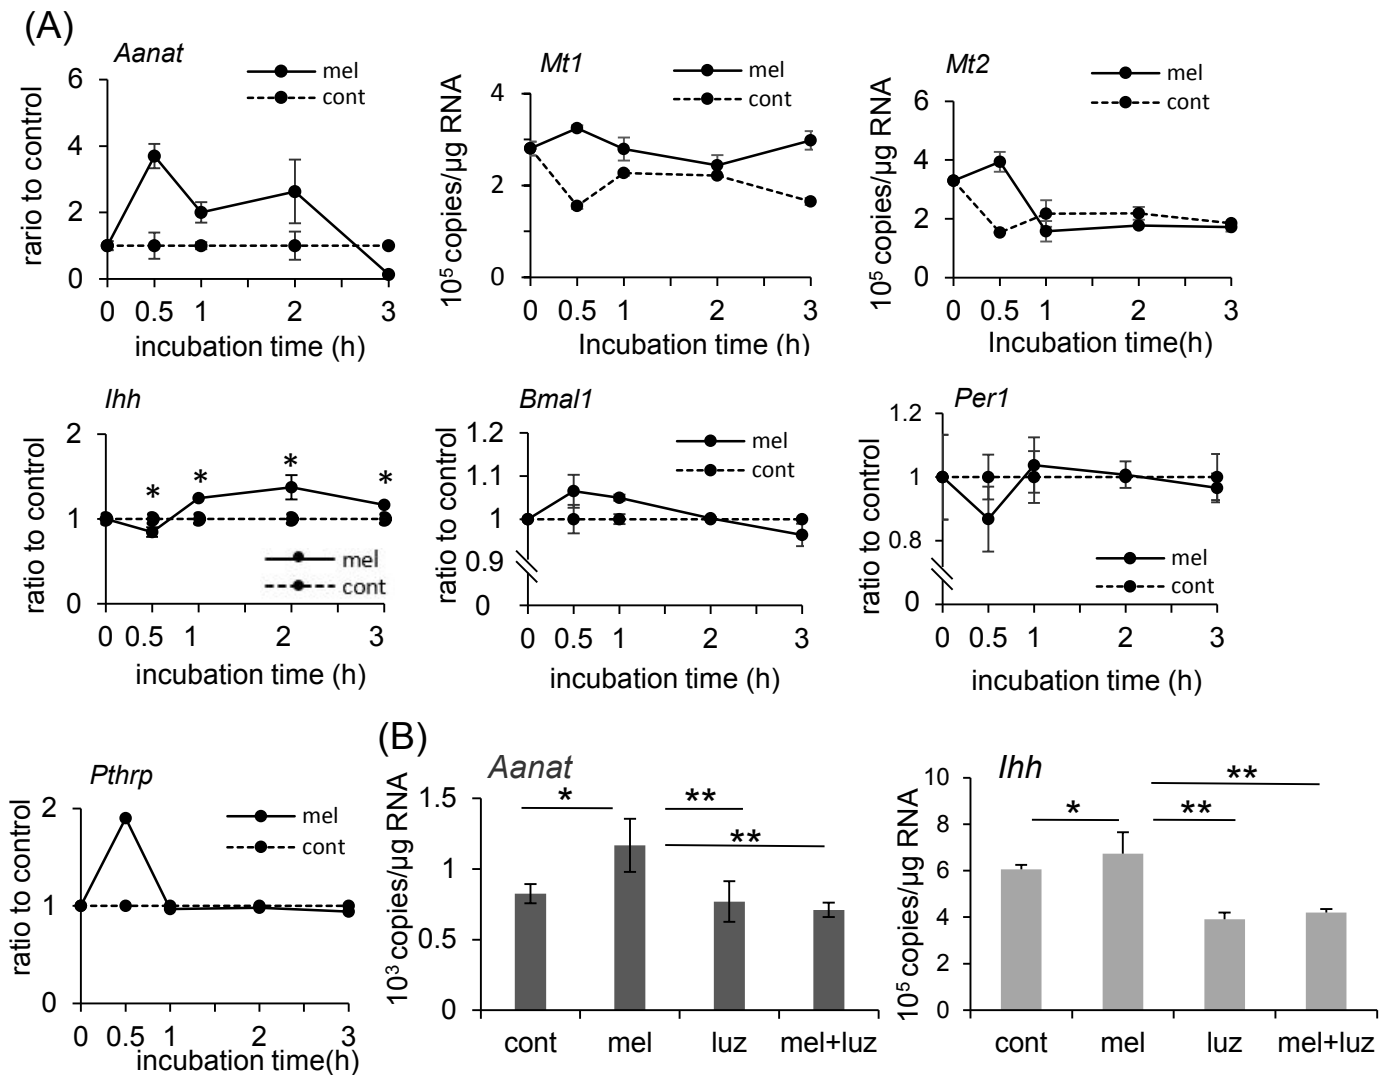 (A)
Aanat
mel
cont
rario to control
6
4
2
0
0 0.5 1 2 3
incubation time (h)
Mt1
mel
cont
10⁵ copies/µg RNA
4
2
0
0 0.5 1 2 3
Incubation time (h)
Mt2
mel
cont
10⁵ copies/µg RNA
6
4
2
0
0 0.5 1 2 3
Incubation time(h)
Ihh
ratio to control
2
1
0
* * * *
mel
cont
0 0.5 1 2 3
incubation time (h)
Bmal1
ratio to control
1.2
1.1
1
0.9
0
mel
cont
0 0.5 1 2 3
incubation time (h)
Per1
ratio to control
1.2
1
0.8
0
mel
cont
0 0.5 1 2 3
incubation time (h)
Pthrp
ratio to control
2
1
0
mel
cont
0 0.5 1 2 3
incubation time(h)
(B)
Aanat
10³ copies/µg RNA
1.5
1
0.5
0
* **
**
cont mel luz mel+luz
Ihh
10⁵ copies/µg RNA
10
8
6
4
2
0
**
* **
cont mel luz mel+luz